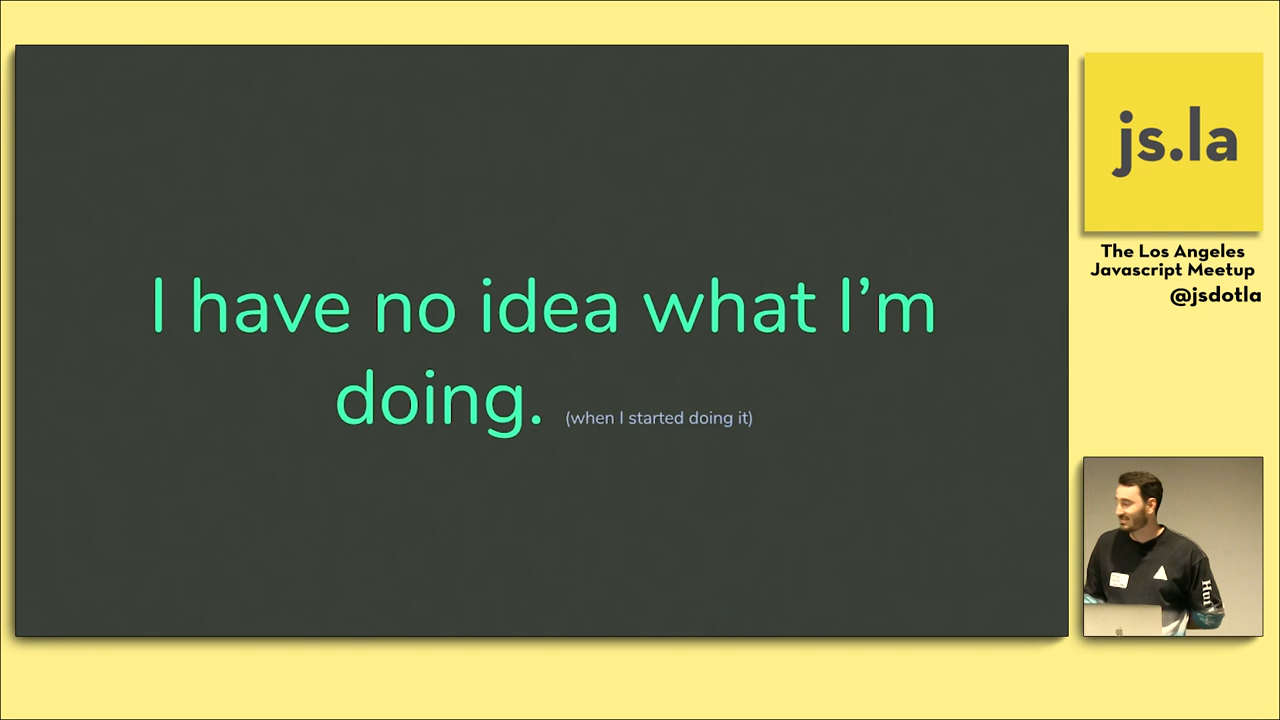 I have no idea what I’m
doing. (when I started doing it)
js.la
The Los Angeles
Javascript Meetup
@jsdotla